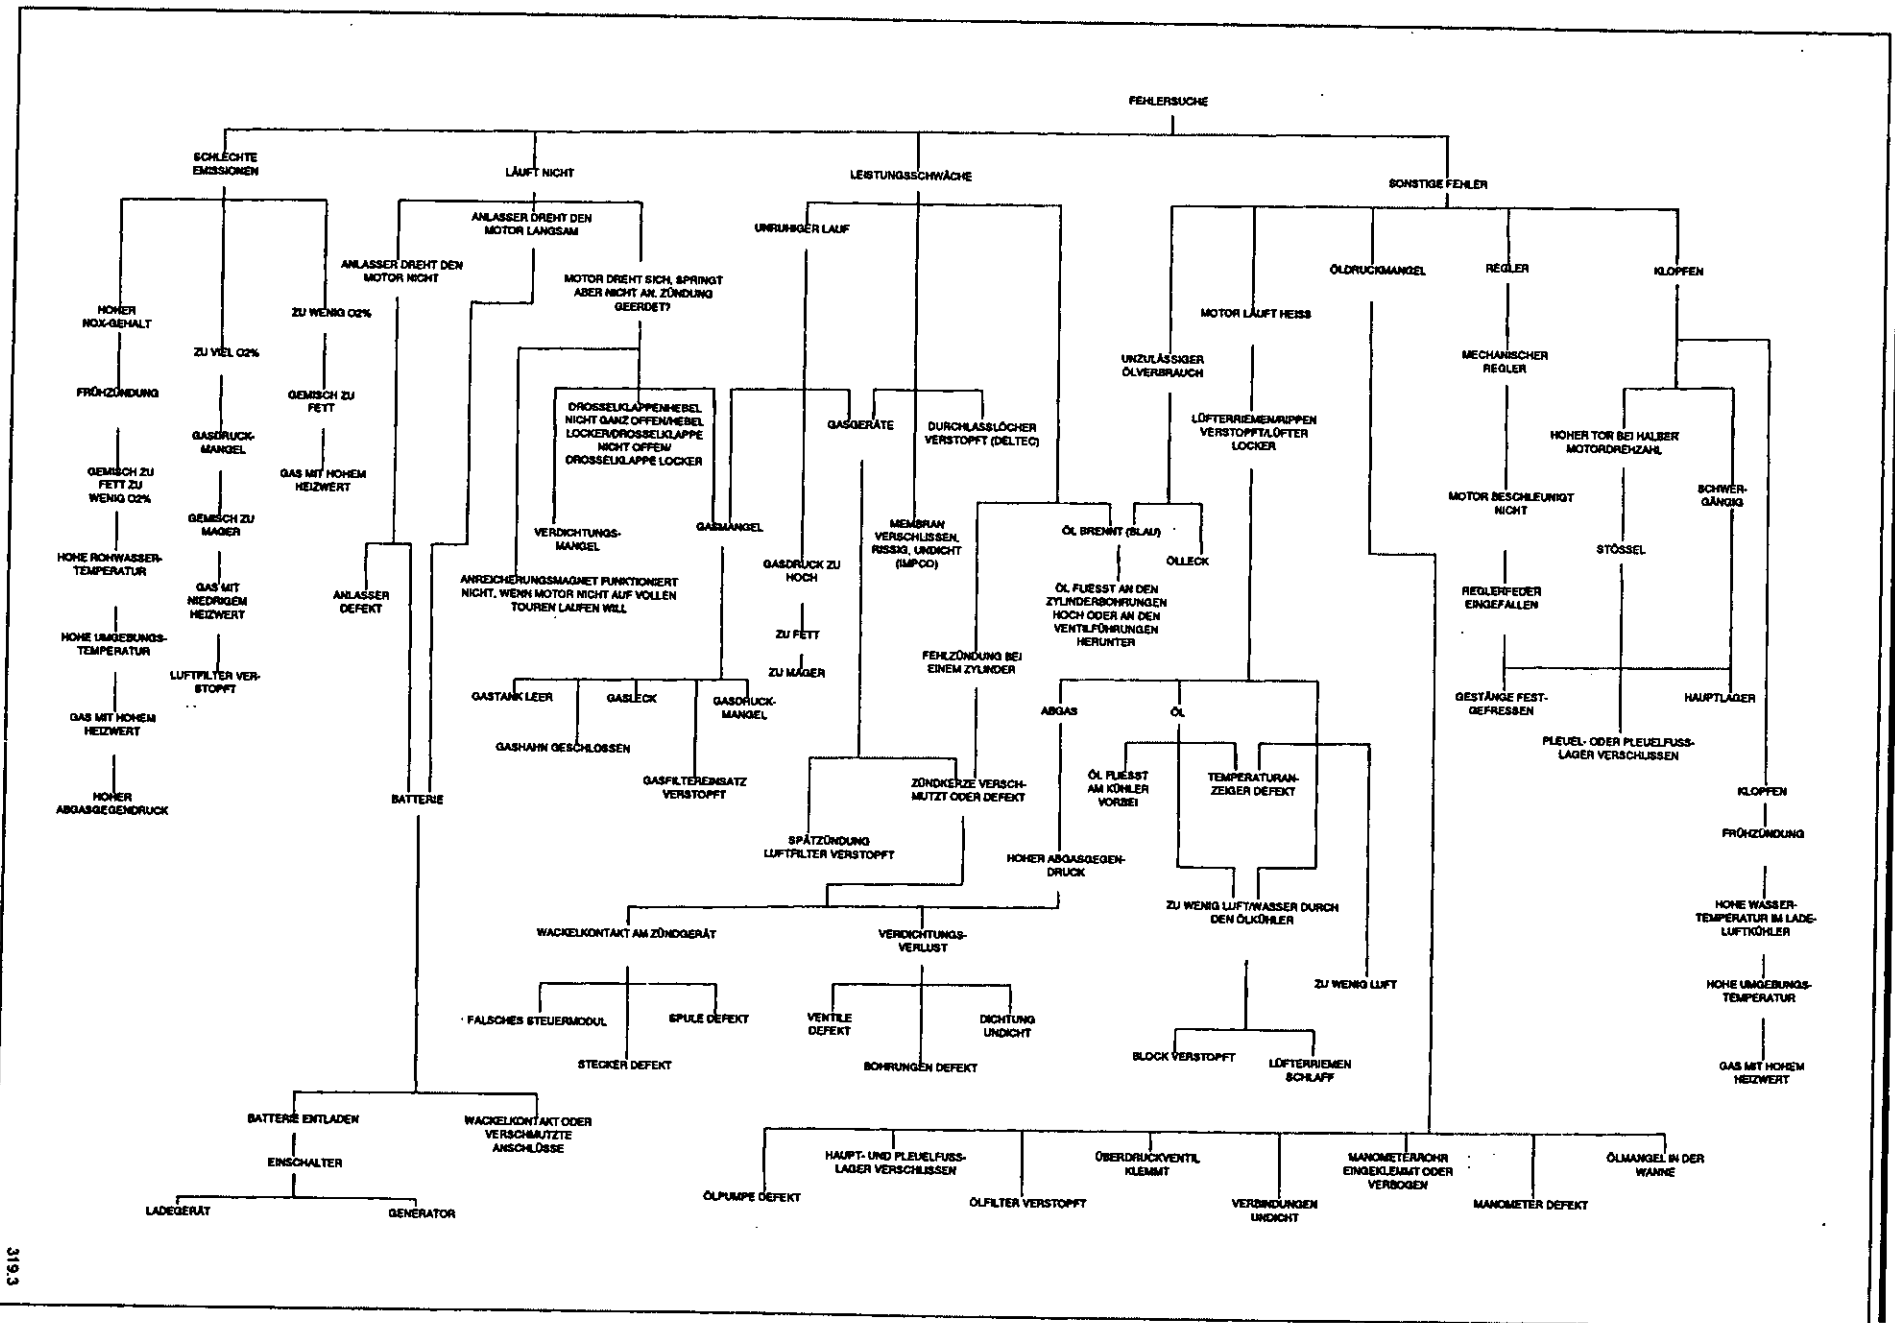 FEHLERSUCHE
SCHLECHTE
EMISSIONEN
LÄUFT NICHT
LEISTUNGSSCHWÄCHE
SONSTIGE FEHLER
HOHER
NOX-GEHALT
FRÜHZÜNDUNG
GEMISCH ZU
FETT ZU
WENIG O2%
HOHE ROHWASSER-
TEMPERATUR
HOHE UMGEBUNGS-
TEMPERATUR
GAS MIT HOHEM
HEIZWERT
HOHER
ABGASGEGENDRUCK
ZU VIEL O2%
GASDRUCK-
MANGEL
GEMISCH ZU
MAGER
GAS MIT
NIEDRIGEM
HEIZWERT
LUFTFILTER VER-
STOPFT
ZU WENIG O2%
GEMISCH ZU
FETT
GAS MIT HOHEM
HEIZWERT
ANLASSER DREHT DEN
MOTOR NICHT
ANLASSER DREHT DEN
MOTOR LANGSAM
MOTOR DREHT SICH, SPRINGT
ABER NICHT AN. ZÜNDUNG
GEERDET?
ANLASSER
DEFEKT
DROSSELKLAPPENHEBEL
NICHT GANZ OFFEN/HEBEL
LOCKER/DROSSELKLAPPE
NICHT OFFEN/
DROSSELKLAPPE LOCKER
VERDICHTUNGS-
MANGEL
ANREICHERUNGSMAGNET FUNKTIONIERT
NICHT, WENN MOTOR NICHT AUF VOLLEN
TOUREN LAUFEN WILL
GASMANGEL
GASTANK LEER
GASLECK
GASDRUCK-
MANGEL
GASHAHN GESCHLOSSEN
GASFILTEREINSATZ
VERSTOPFT
BATTERIE
BATTERIE ENTLADEN
WACKELKONTAKT ODER
VERSCHMUTZTE
ANSCHLÜSSE
EINSCHALTER
LADEGERÄT
GENERATOR
UNRUHIGER LAUF
GASGERÄTE
DURCHLASSLÖCHER
VERSTOPFT (DELTEC)
MEMBRAN
VERSCHLISSEN,
RISSIG, UNDICHT
(IMPCO)
GASDRUCK ZU
HOCH
ZU FETT
ZU MAGER
FEHLZÜNDUNG BEI
EINEM ZYLINDER
ZÜNDKERZE VERSCH-
MUTZT ODER DEFEKT
SPÄTZÜNDUNG
LUFTFILTER VERSTOPFT
WACKELKONTAKT AM ZÜNDGERÄT
VERDICHTUNGS-
VERLUST
FALSCHES STEUERMODUL
SPULE DEFEKT
STECKER DEFEKT
VENTILE
DEFEKT
DICHTUNG
UNDICHT
BOHRUNGEN DEFEKT
UNZULÄSSIGER
ÖLVERBRAUCH
ÖL BRENNT (BLAU)
ÖLLECK
ÖL FLIESST AN DEN
ZYLINDERBOHRUNGEN
HOCH ODER AN DEN
VENTILFÜHRUNGEN
HERUNTER
MOTOR LÄUFT HEISS
LÜFTERRIEMEN/RIPPEN
VERSTOPFT/LÜFTER
LOCKER
ABGAS
ÖL
ÖL FLIESST
AM KÜHLER
VORBEI
TEMPERATURAN-
ZEIGER DEFEKT
HOHER ABGASGEGEN-
DRUCK
ZU WENIG LUFT/WASSER DURCH
DEN ÖLKÜHLER
ZU WENIG LUFT
BLOCK VERSTOPFT
LÜFTERRIEMEN
SCHLAFF
ÖLDRUCKMANGEL
ÖLPUMPE DEFEKT
HAUPT- UND PLEUELFUSS-
LAGER VERSCHLISSEN
ÖLFILTER VERSTOPFT
ÜBERDRUCKVENTIL
KLEMMT
VERBINDUNGEN
UNDICHT
MANOMETERROHR
EINGEKLEMMT ODER
VERBOGEN
MANOMETER DEFEKT
ÖLMANGEL IN DER
WANNE
REGLER
MECHANISCHER
REGLER
MOTOR BESCHLEUNIGT
NICHT
REGLERFEDER
EINGEFALLEN
GESTÄNGE FEST-
GEFRESSEN
KLOPFEN
HOHER TOR BEI HALBER
MOTORDREHZAHL
SCHWER-
GÄNGIG
STÖSSEL
HAUPTLAGER
PLEUEL- ODER PLEUELFUSS-
LAGER VERSCHLISSEN
KLOPFEN
FRÜHZÜNDUNG
HOHE WASSER-
TEMPERATUR IM LADE-
LUFTKÜHLER
HOHE UMGEBUNGS-
TEMPERATUR
GAS MIT HOHEM
HEIZWERT
319.3